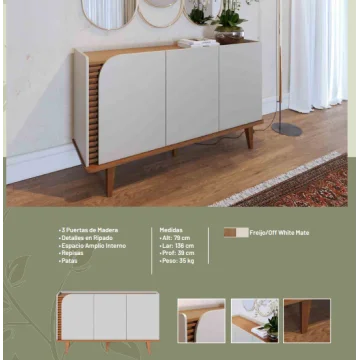 • 3 Puertas de Madera
• Detalles en Ripado
• Espacio Amplio Interno
• Repisas
• Patas
Medidas
• Alt: 79 cm
• Lar: 136 cm
• Prof: 39 cm
• Peso: 35 kg
Freijo/Off White Mate